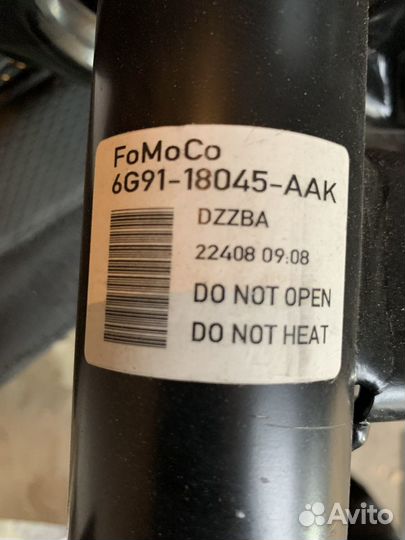 FoMoCo
6G91-18045-AAK
DZZBA
22408 09:08
DO NOT OPEN
DO NOT HEAT
Avito